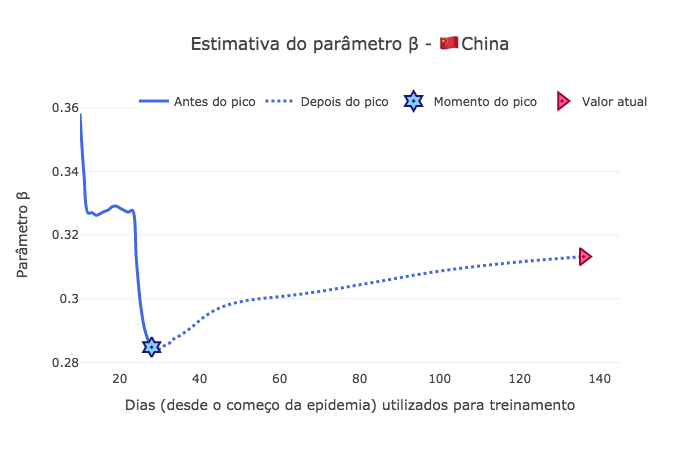 Estimativa do parâmetro β - 🇨🇳China
Antes do pico Depois do pico Momento do pico Valor atual
0.36
0.34
0.32
0.3
0.28
Parâmetro β
20 40 60 80 100 120 140
Dias (desde o começo da epidemia) utilizados para treinamento